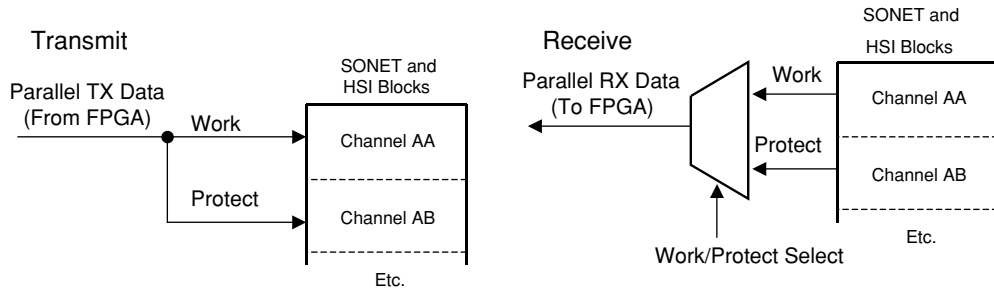 Transmit
SONET and
HSI Blocks
Parallel TX Data
(From FPGA)
Work
Channel AA
Protect
Channel AB
Etc.
SONET and
HSI Blocks
Receive
Parallel RX Data
(To FPGA)
Work
Channel AA
Protect
Channel AB
Work/Protect Select
Etc.